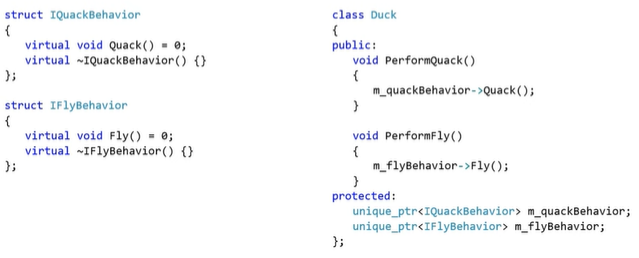 struct IQuackBehavior
{
    virtual void Quack() = 0;
    virtual ~IQuackBehavior() {}
};
struct IFlyBehavior
{
    virtual void Fly() = 0;
    virtual ~IFlyBehavior() {}
};
class Duck
{
public:
    void PerformQuack()
    {
        m_quackBehavior->Quack();
    }
    void PerformFly()
    {
        m_flyBehavior->Fly();
    }
protected:
    unique_ptr<IQuackBehavior> m_quackBehavior;
    unique_ptr<IFlyBehavior> m_flyBehavior;
};